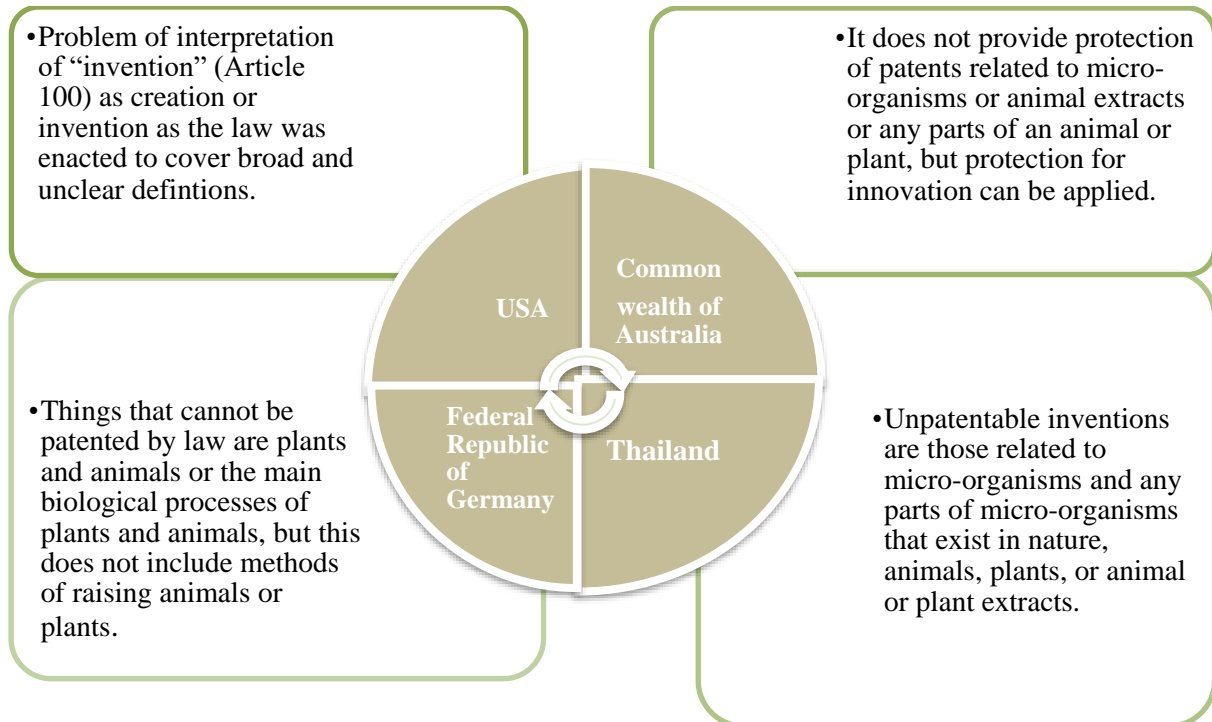 •Problem of interpretation
of “invention” (Article
100) as creation or
invention as the law was
enacted to cover broad and
unclear defintions.
•It does not provide protection
of patents related to micro-
organisms or animal extracts
or any parts of an animal or
plant, but protection for
innovation can be applied.
USA
Common
wealth of
Australia
Federal
Republic
of
Germany
Thailand
•Things that cannot be
patented by law are plants
and animals or the main
biological processes of
plants and animals, but this
does not include methods
of raising animals or
plants.
•Unpatentable inventions
are those related to
micro-organisms and any
parts of micro-organisms
that exist in nature,
animals, plants, or animal
or plant extracts.